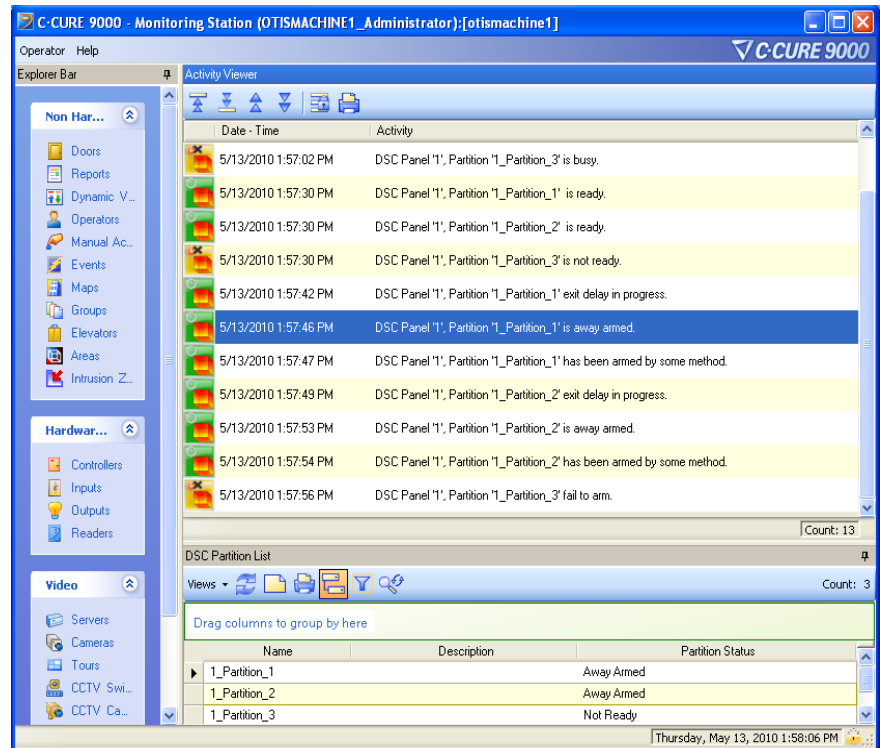 C•CURE 9000 - Monitoring Station (OTISMACHINE1_Administrator):[otismachine1]
Operator Help
C•CURE 9000
Explorer Bar
Non Har...
Doors
Reports
Dynamic V...
Operators
Manual Ac...
Events
Maps
Groups
Elevators
Areas
Intrusion Z...
Hardwar...
Controllers
Inputs
Outputs
Readers
Video
Servers
Cameras
Tours
CCTV Swi...
CCTV Ca...
Activity Viewer
Date - Time Activity
5/13/2010 1:57:02 PM DSC Panel '1', Partition '1_Partition_3' is busy.
5/13/2010 1:57:30 PM DSC Panel '1', Partition '1_Partition_1' is ready.
5/13/2010 1:57:30 PM DSC Panel '1', Partition '1_Partition_2' is ready.
5/13/2010 1:57:30 PM DSC Panel '1', Partition '1_Partition_3' is not ready.
5/13/2010 1:57:42 PM DSC Panel '1', Partition '1_Partition_1' exit delay in progress.
5/13/2010 1:57:46 PM DSC Panel '1', Partition '1_Partition_1' is away armed.
5/13/2010 1:57:47 PM DSC Panel '1', Partition '1_Partition_1' has been armed by some method.
5/13/2010 1:57:49 PM DSC Panel '1', Partition '1_Partition_2' exit delay in progress.
5/13/2010 1:57:53 PM DSC Panel '1', Partition '1_Partition_2' is away armed.
5/13/2010 1:57:54 PM DSC Panel '1', Partition '1_Partition_2' has been armed by some method.
5/13/2010 1:57:56 PM DSC Panel '1', Partition '1_Partition_3' fail to arm.
Count: 13
DSC Partition List
Views Count: 3
Drag columns to group by here
Name Description Partition Status
1_Partition_1 Away Armed
1_Partition_2 Away Armed
1_Partition_3 Not Ready
Thursday, May 13, 2010 1:58:06 PM